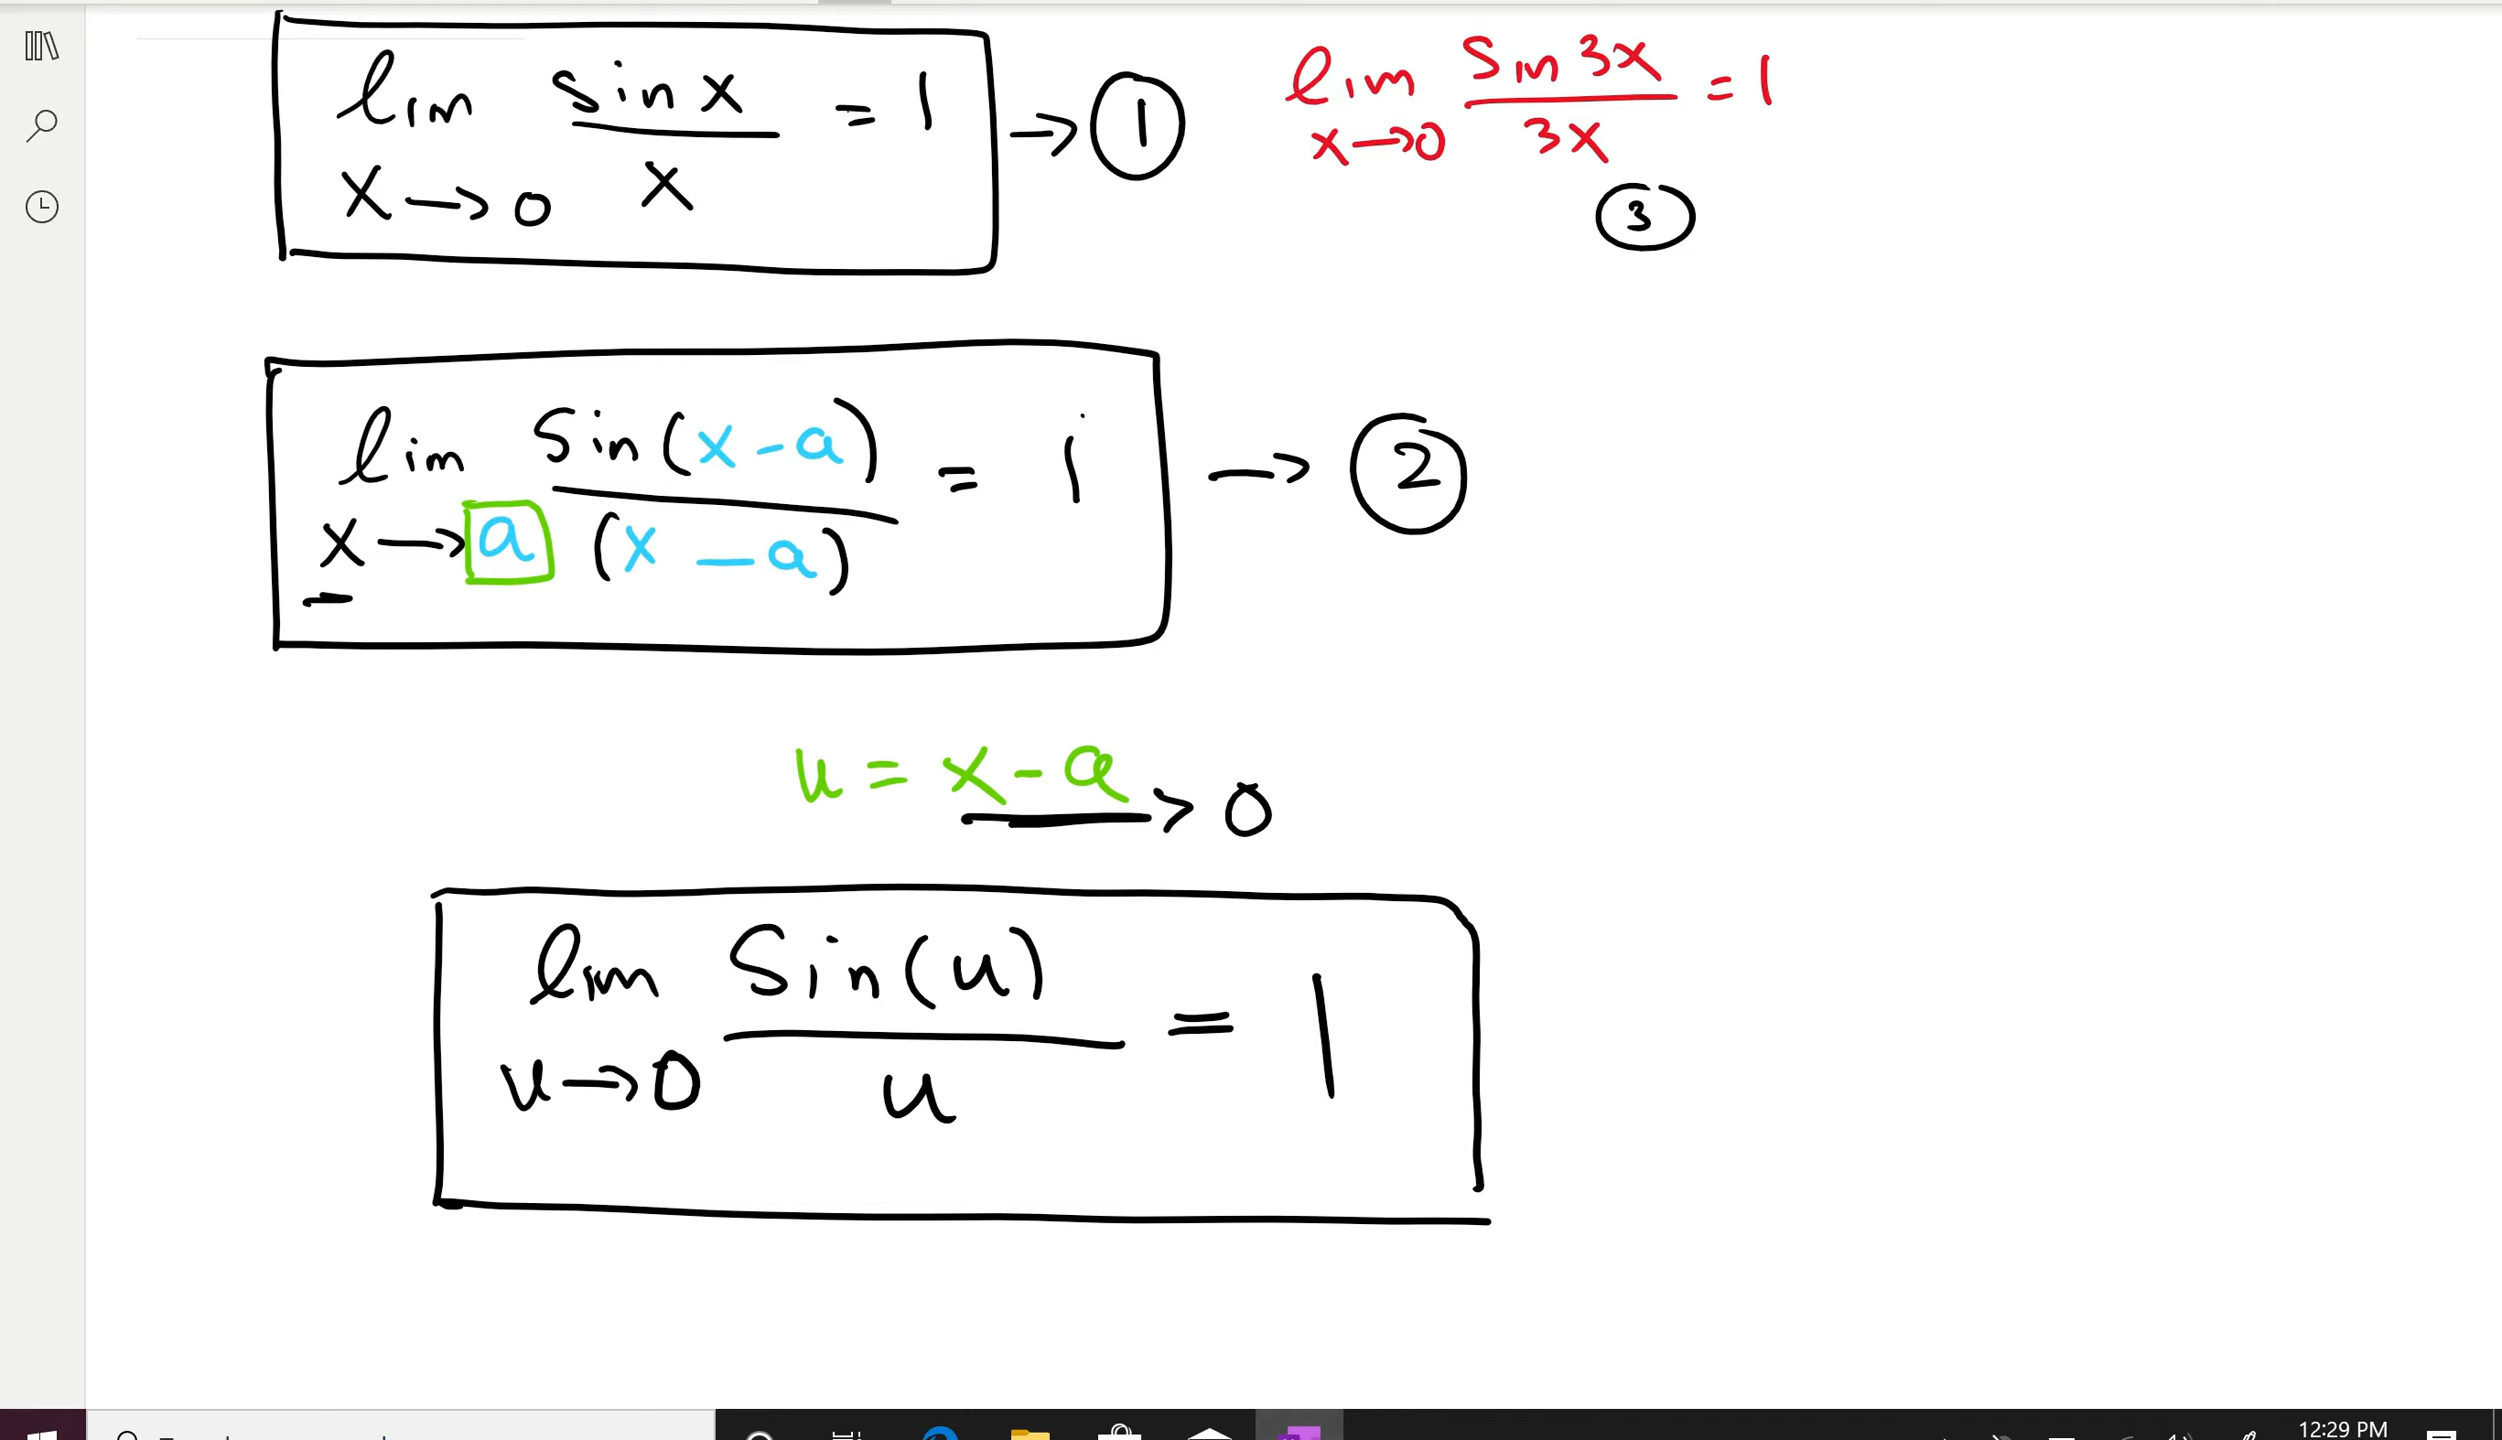 lim sin x / x = 1 → ①
x → 0
lim sin 3x / 3x = 1
x → 0
③
lim sin(x - a) / (x - a) = 1 → ②
x → a
u = x - a → 0
lim sin(u) / u = 1
u → 0
12:29 PM